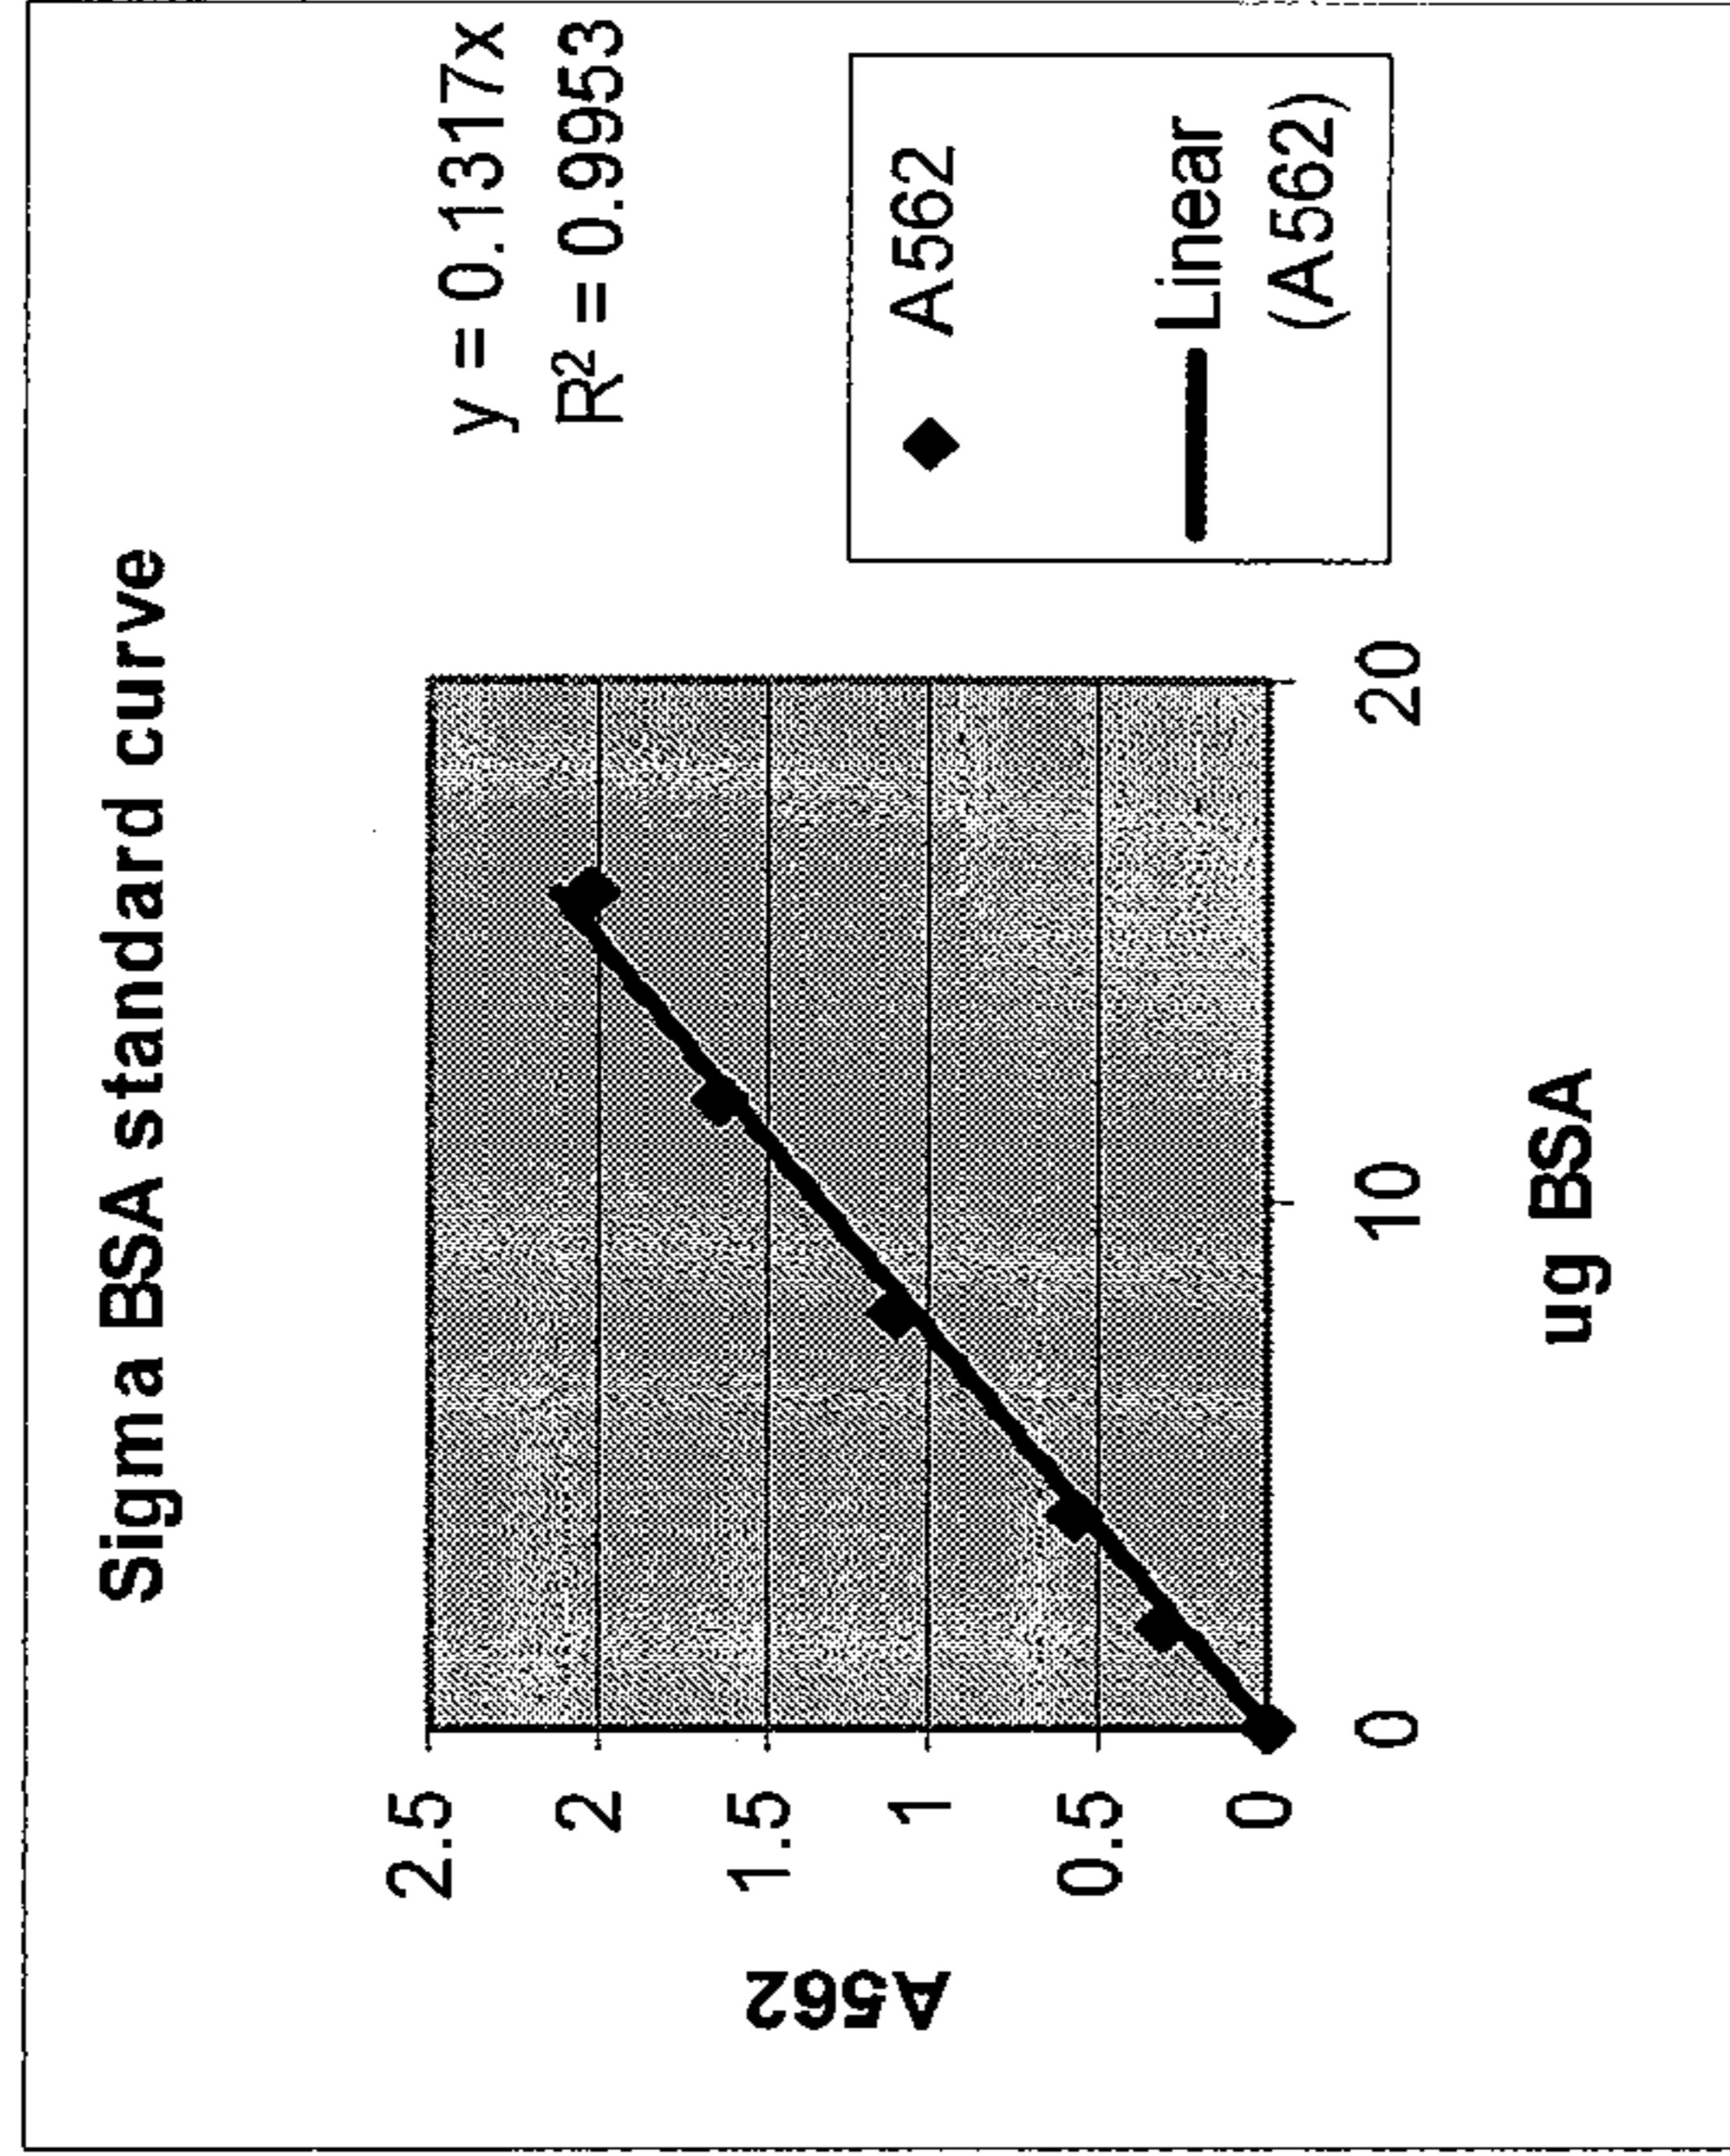 Sigma BSA standard curve
y = 0.1317x
R² = 0.9953
A562
2.5
2
1.5
1
0.5
0
0 10 20
ug BSA
A562
Linear
(A562)